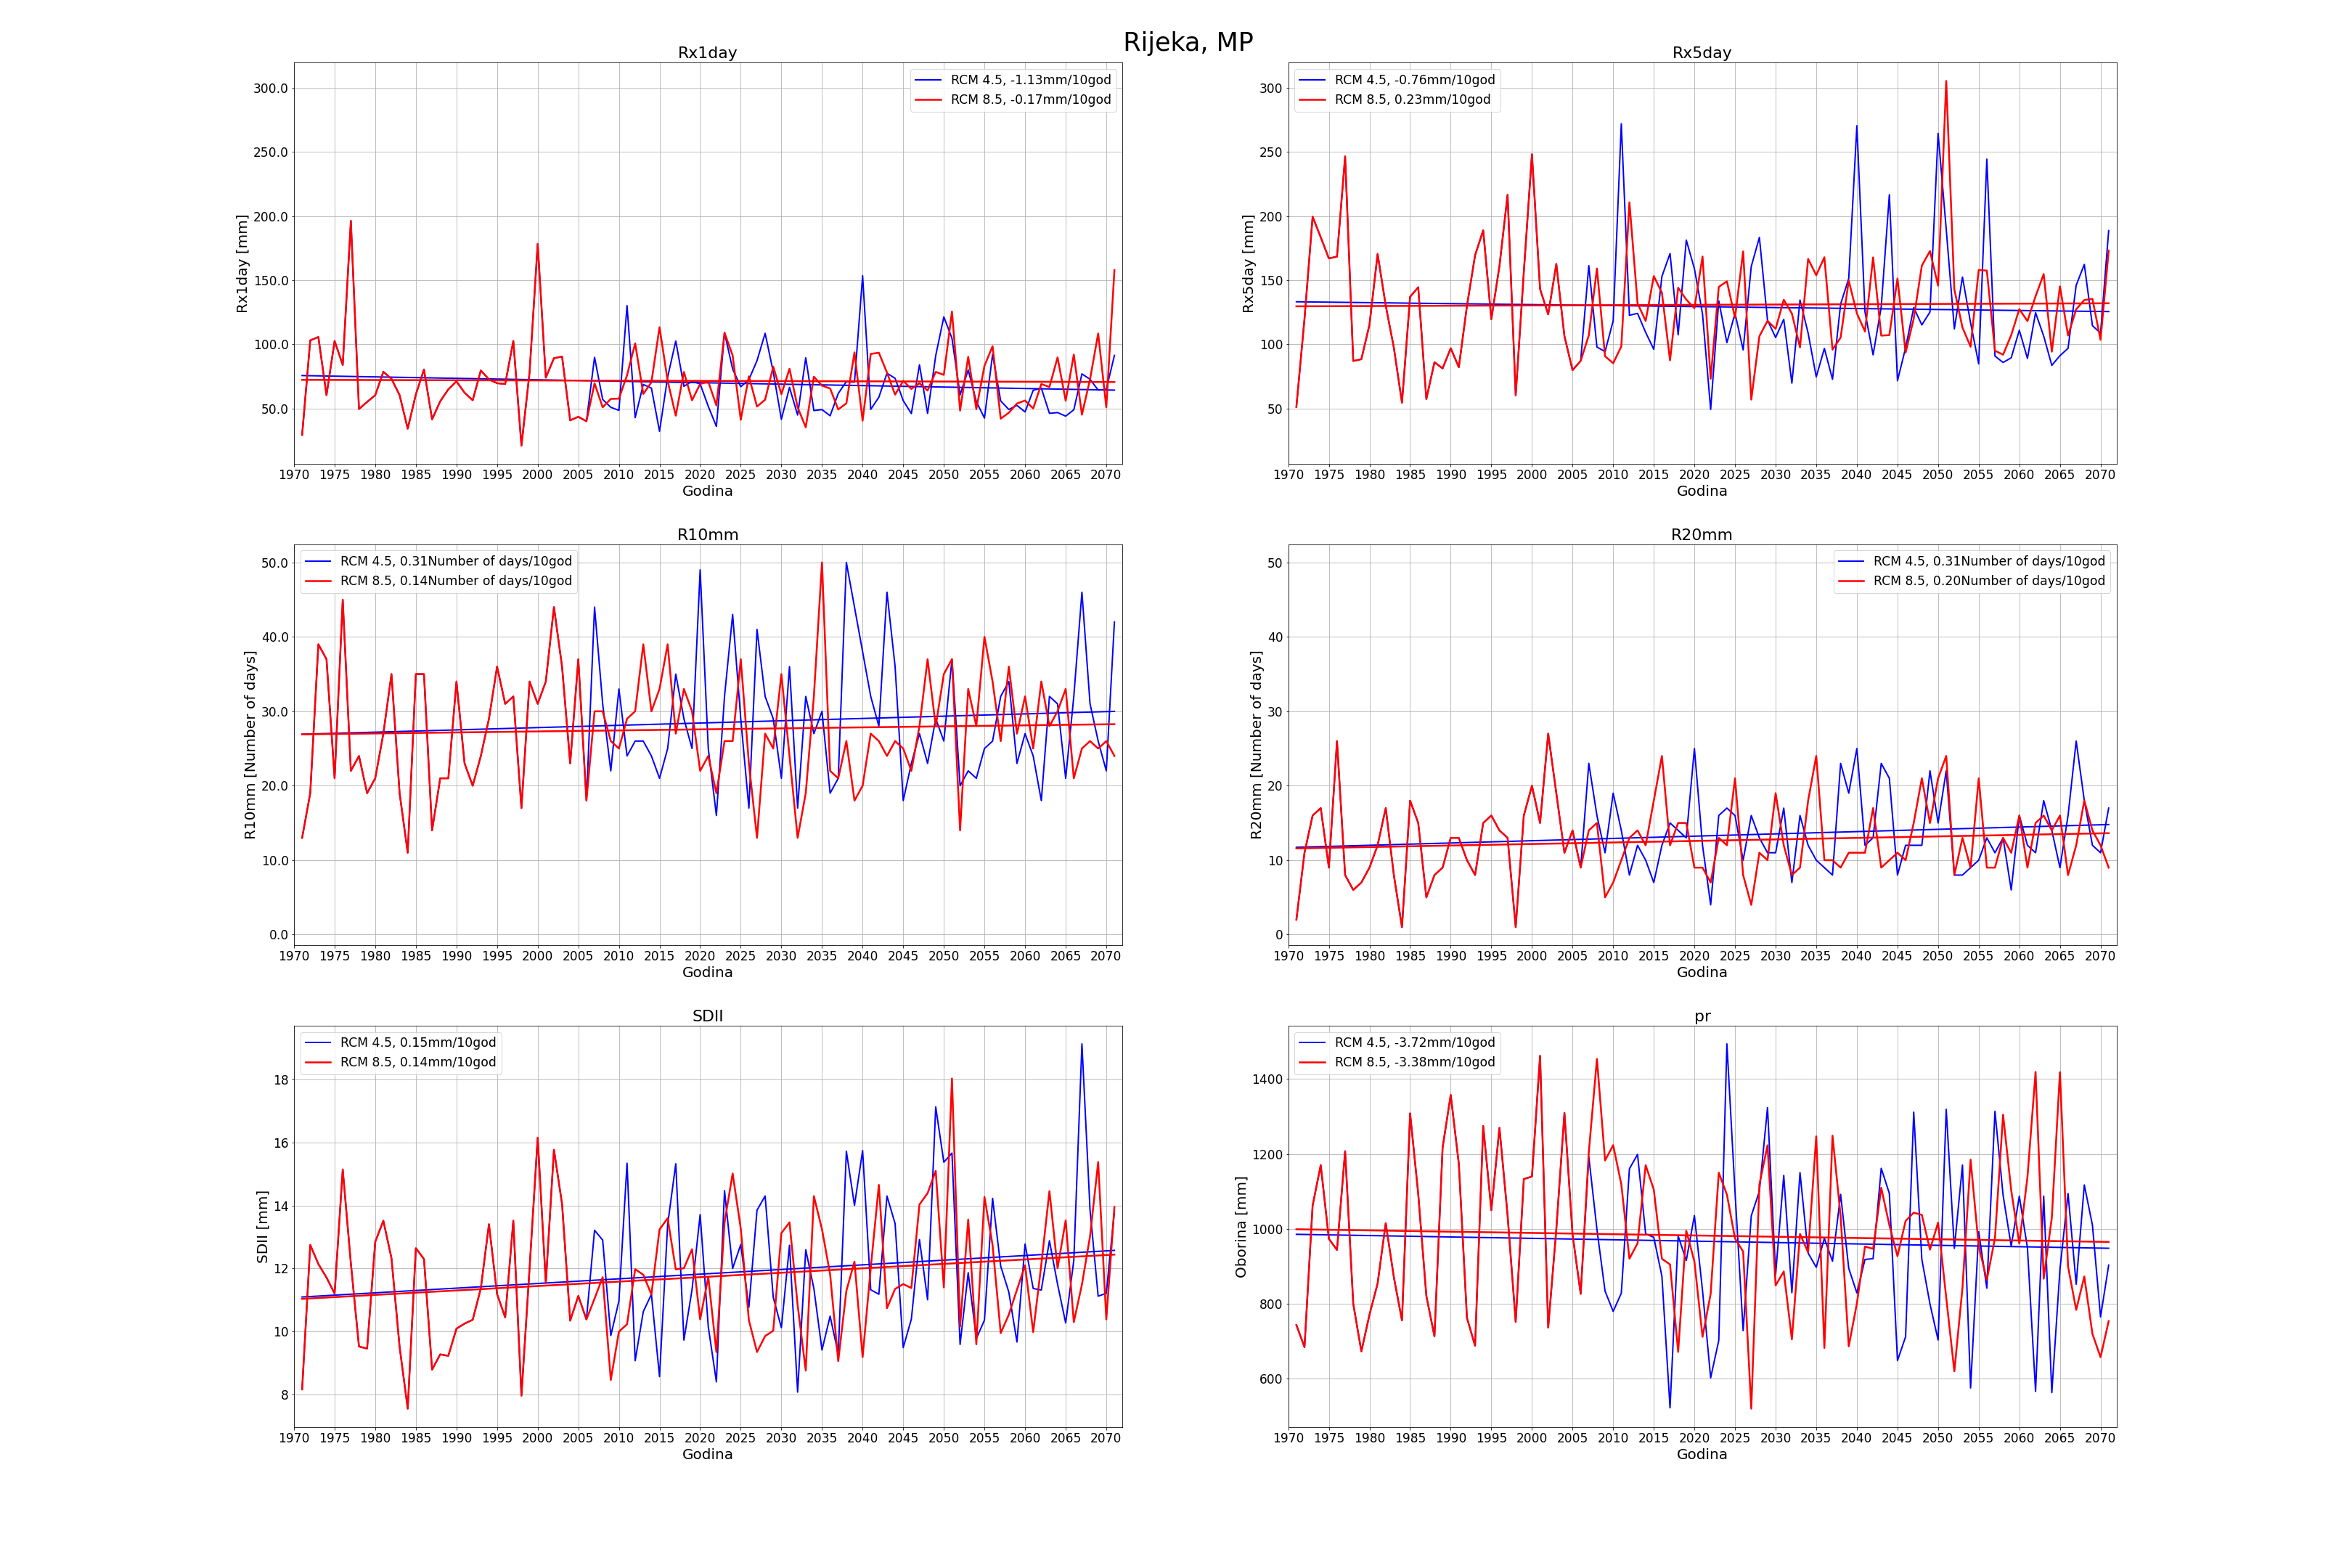 Rijeka, MP
Rx1day
RCM 4.5, -1.13mm/10god
RCM 8.5, -0.17mm/10god
Rx1day [mm]
300.0
250.0
200.0
150.0
100.0
50.0
1970 1975 1980 1985 1990 1995 2000 2005 2010 2015 2020 2025 2030 2035 2040 2045 2050 2055 2060 2065 2070
Godina
Rx5day
RCM 4.5, -0.76mm/10god
RCM 8.5, 0.23mm/10god
Rx5day [mm]
300
250
200
150
100
50
1970 1975 1980 1985 1990 1995 2000 2005 2010 2015 2020 2025 2030 2035 2040 2045 2050 2055 2060 2065 2070
Godina
R10mm
RCM 4.5, 0.31Number of days/10god
RCM 8.5, 0.14Number of days/10god
R10mm [Number of days]
50.0
40.0
30.0
20.0
10.0
0.0
1970 1975 1980 1985 1990 1995 2000 2005 2010 2015 2020 2025 2030 2035 2040 2045 2050 2055 2060 2065 2070
Godina
R20mm
RCM 4.5, 0.31Number of days/10god
RCM 8.5, 0.20Number of days/10god
R20mm [Number of days]
50
40
30
20
10
0
1970 1975 1980 1985 1990 1995 2000 2005 2010 2015 2020 2025 2030 2035 2040 2045 2050 2055 2060 2065 2070
Godina
SDII
RCM 4.5, 0.15mm/10god
RCM 8.5, 0.14mm/10god
SDII [mm]
18
16
14
12
10
8
1970 1975 1980 1985 1990 1995 2000 2005 2010 2015 2020 2025 2030 2035 2040 2045 2050 2055 2060 2065 2070
Godina
pr
RCM 4.5, -3.72mm/10god
RCM 8.5, -3.38mm/10god
Oborina [mm]
1400
1200
1000
800
600
1970 1975 1980 1985 1990 1995 2000 2005 2010 2015 2020 2025 2030 2035 2040 2045 2050 2055 2060 2065 2070
Godina